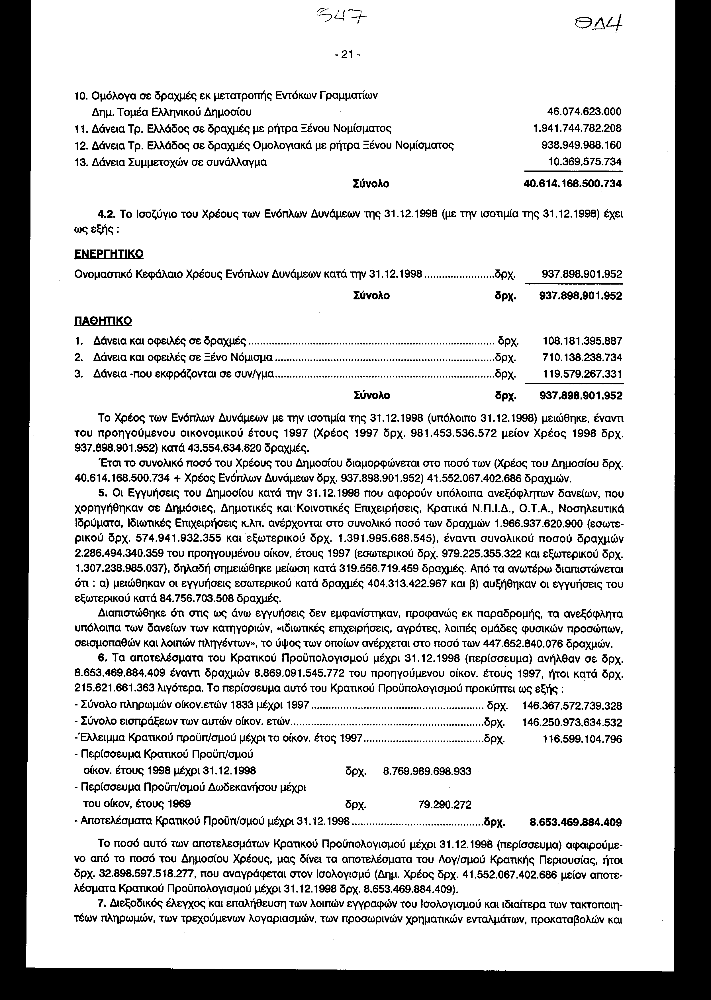 547
ΘΔ4
- 21 -
10. Ομόλογα σε δραχμές εκ μετατροπής Εντόκων Γραμματίων
Δημ. Τομέα Ελληνικού Δημοσίου 46.074.623.000
11. Δάνεια Τρ. Ελλάδος σε δραχμές με ρήτρα Ξένου Νομίσματος 1.941.744.782.208
12. Δάνεια Τρ. Ελλάδος σε δραχμές Ομολογιακά με ρήτρα Ξένου Νομίσματος 938.949.988.160
13. Δάνεια Συμμετοχών σε συνάλλαγμα 10.369.575.734
Σύνολο 40.614.168.500.734
4.2. Το Ισοζύγιο του Χρέους των Ενόπλων Δυνάμεων της 31.12.1998 (με την ισοτιμία της 31.12.1998) έχει
ως εξής :
ΕΝΕΡΓΗΤΙΚΟ
Ονομαστικό Κεφάλαιο Χρέους Ενόπλων Δυνάμεων κατά την 31.12.1998............................δρχ. 937.898.901.952
Σύνολο δρχ. 937.898.901.952
ΠΑΘΗΤΙΚΟ
1. Δάνεια και οφειλές σε δραχμές.................................................... δρχ. 108.181.395.887
2. Δάνεια και οφειλές σε Ξένο Νόμισμα..............................................δρχ. 710.138.238.734
3. Δάνεια -που εκφράζονται σε συν/γμα..............................................δρχ. 119.579.267.331
Σύνολο δρχ. 937.898.901.952
Το Χρέος των Ενόπλων Δυνάμεων με την ισοτιμία της 31.12.1998 (υπόλοιπο 31.12.1998) μειώθηκε, έναντι
του προηγούμενου οικονομικού έτους 1997 (Χρέος 1997 δρχ. 981.453.536.572 μείον Χρέος 1998 δρχ.
937.898.901.952) κατά 43.554.634.620 δραχμές.
Έτσι το συνολικό ποσό του Χρέους του Δημοσίου διαμορφώνεται στο ποσό των (Χρέος του Δημοσίου δρχ.
40.614.168.500.734 + Χρέος Ενόπλων Δυνάμεων δρχ. 937.898.901.952) 41.552.067.402.686 δραχμών.
5. Οι Εγγυήσεις του Δημοσίου κατά την 31.12.1998 που αφορούν υπόλοιπα ανεξόφλητων δανείων, που
χορηγήθηκαν σε Δημόσιες, Δημοτικές και Κοινοτικές Επιχειρήσεις, Κρατικά Ν.Π.Ι.Δ., Ο.Τ.Α., Νοσηλευτικά
Ιδρύματα, Ιδιωτικές Επιχειρήσεις κ.λπ. ανέρχονται στο συνολικό ποσό των δραχμών 1.966.937.620.900 (εσωτε-
ρικού δρχ. 574.941.932.355 και εξωτερικού δρχ. 1.391.995.688.545), έναντι συνολικού ποσού δραχμών
2.286.494.340.359 του προηγουμένου οίκον, έτους 1997 (εσωτερικού δρχ. 979.225.355.322 και εξωτερικού δρχ.
1.307.238.985.037), δηλαδή σημειώθηκε μείωση κατά 319.556.719.459 δραχμές. Από τα ανωτέρω διαπιστώνεται
ότι : α) μειώθηκαν οι εγγυήσεις εσωτερικού κατά δραχμές 404.313.422.967 και β) αυξήθηκαν οι εγγυήσεις του
εξωτερικού κατά 84.756.703.508 δραχμές.
Διαπιστώθηκε ότι στις ως άνω εγγυήσεις δεν εμφανίστηκαν, προφανώς εκ παραδρομής, τα ανεξόφλητα
υπόλοιπα των δανείων των κατηγοριών, «ιδιωτικές επιχειρήσεις, αγρότες, λοιπές ομάδες φυσικών προσώπων,
σεισμοπαθών και λοιπών πληγέντων», το ύψος των οποίων ανέρχεται στο ποσό των 447.652.840.076 δραχμών.
6. Τα αποτελέσματα του Κρατικού Προϋπολογισμού μέχρι 31.12.1998 (περίσσευμα) ανήλθαν σε δρχ.
8.653.469.884.409 έναντι δραχμών 8.869.091.545.772 του προηγούμενου οίκον. έτους 1997, ήτοι κατά δρχ.
215.621.661.363 λιγότερα. Το περίσσευμα αυτό του Κρατικού Προϋπολογισμού προκύπτει ως εξής :
- Σύνολο πληρωμών οίκον.ετών 1833 μέχρι 1997.................................... δρχ. 146.367.572.739.328
- Σύνολο εισπράξεων των αυτών οίκον. ετών........................................δρχ. 146.250.973.634.532
-Έλλειμμα Κρατικού προϋπ/σμού μέχρι το οίκον. έτος 1997.........................δρχ. 116.599.104.796
- Περίσσευμα Κρατικού Προϋπ/σμού
οίκον. έτους 1998 μέχρι 31.12.1998 δρχ. 8.769.989.698.933
- Περίσσευμα Προϋπ/σμού Δωδεκανήσου μέχρι
του οίκον, έτους 1969 δρχ. 79.290.272
- Αποτελέσματα Κρατικού Προϋπ/σμού μέχρι 31.12.1998............................δρχ. 8.653.469.884.409
Το ποσό αυτό των αποτελεσμάτων Κρατικού Προϋπολογισμού μέχρι 31.12.1998 (περίσσευμα) αφαιρούμε-
νο από το ποσό του Δημοσίου Χρέους, μας δίνει τα αποτελέσματα του Λογ/σμού Κρατικής Περιουσίας, ήτοι
δρχ. 32.898.597.518.277, που αναγράφεται στον Ισολογισμό (Δημ. Χρέος δρχ. 41.552.067.402.686 μείον αποτε-
λέσματα Κρατικού Προϋπολογισμού μέχρι 31.12.1998 δρχ. 8.653.469.884.409).
7. Διεξοδικός έλεγχος και επαλήθευση των λοιπών εγγραφών του Ισολογισμού και ιδιαίτερα των τακτοποιη-
τέων πληρωμών, των τρεχούμενων λογαριασμών, των προσωρινών χρηματικών ενταλμάτων, προκαταβολών και